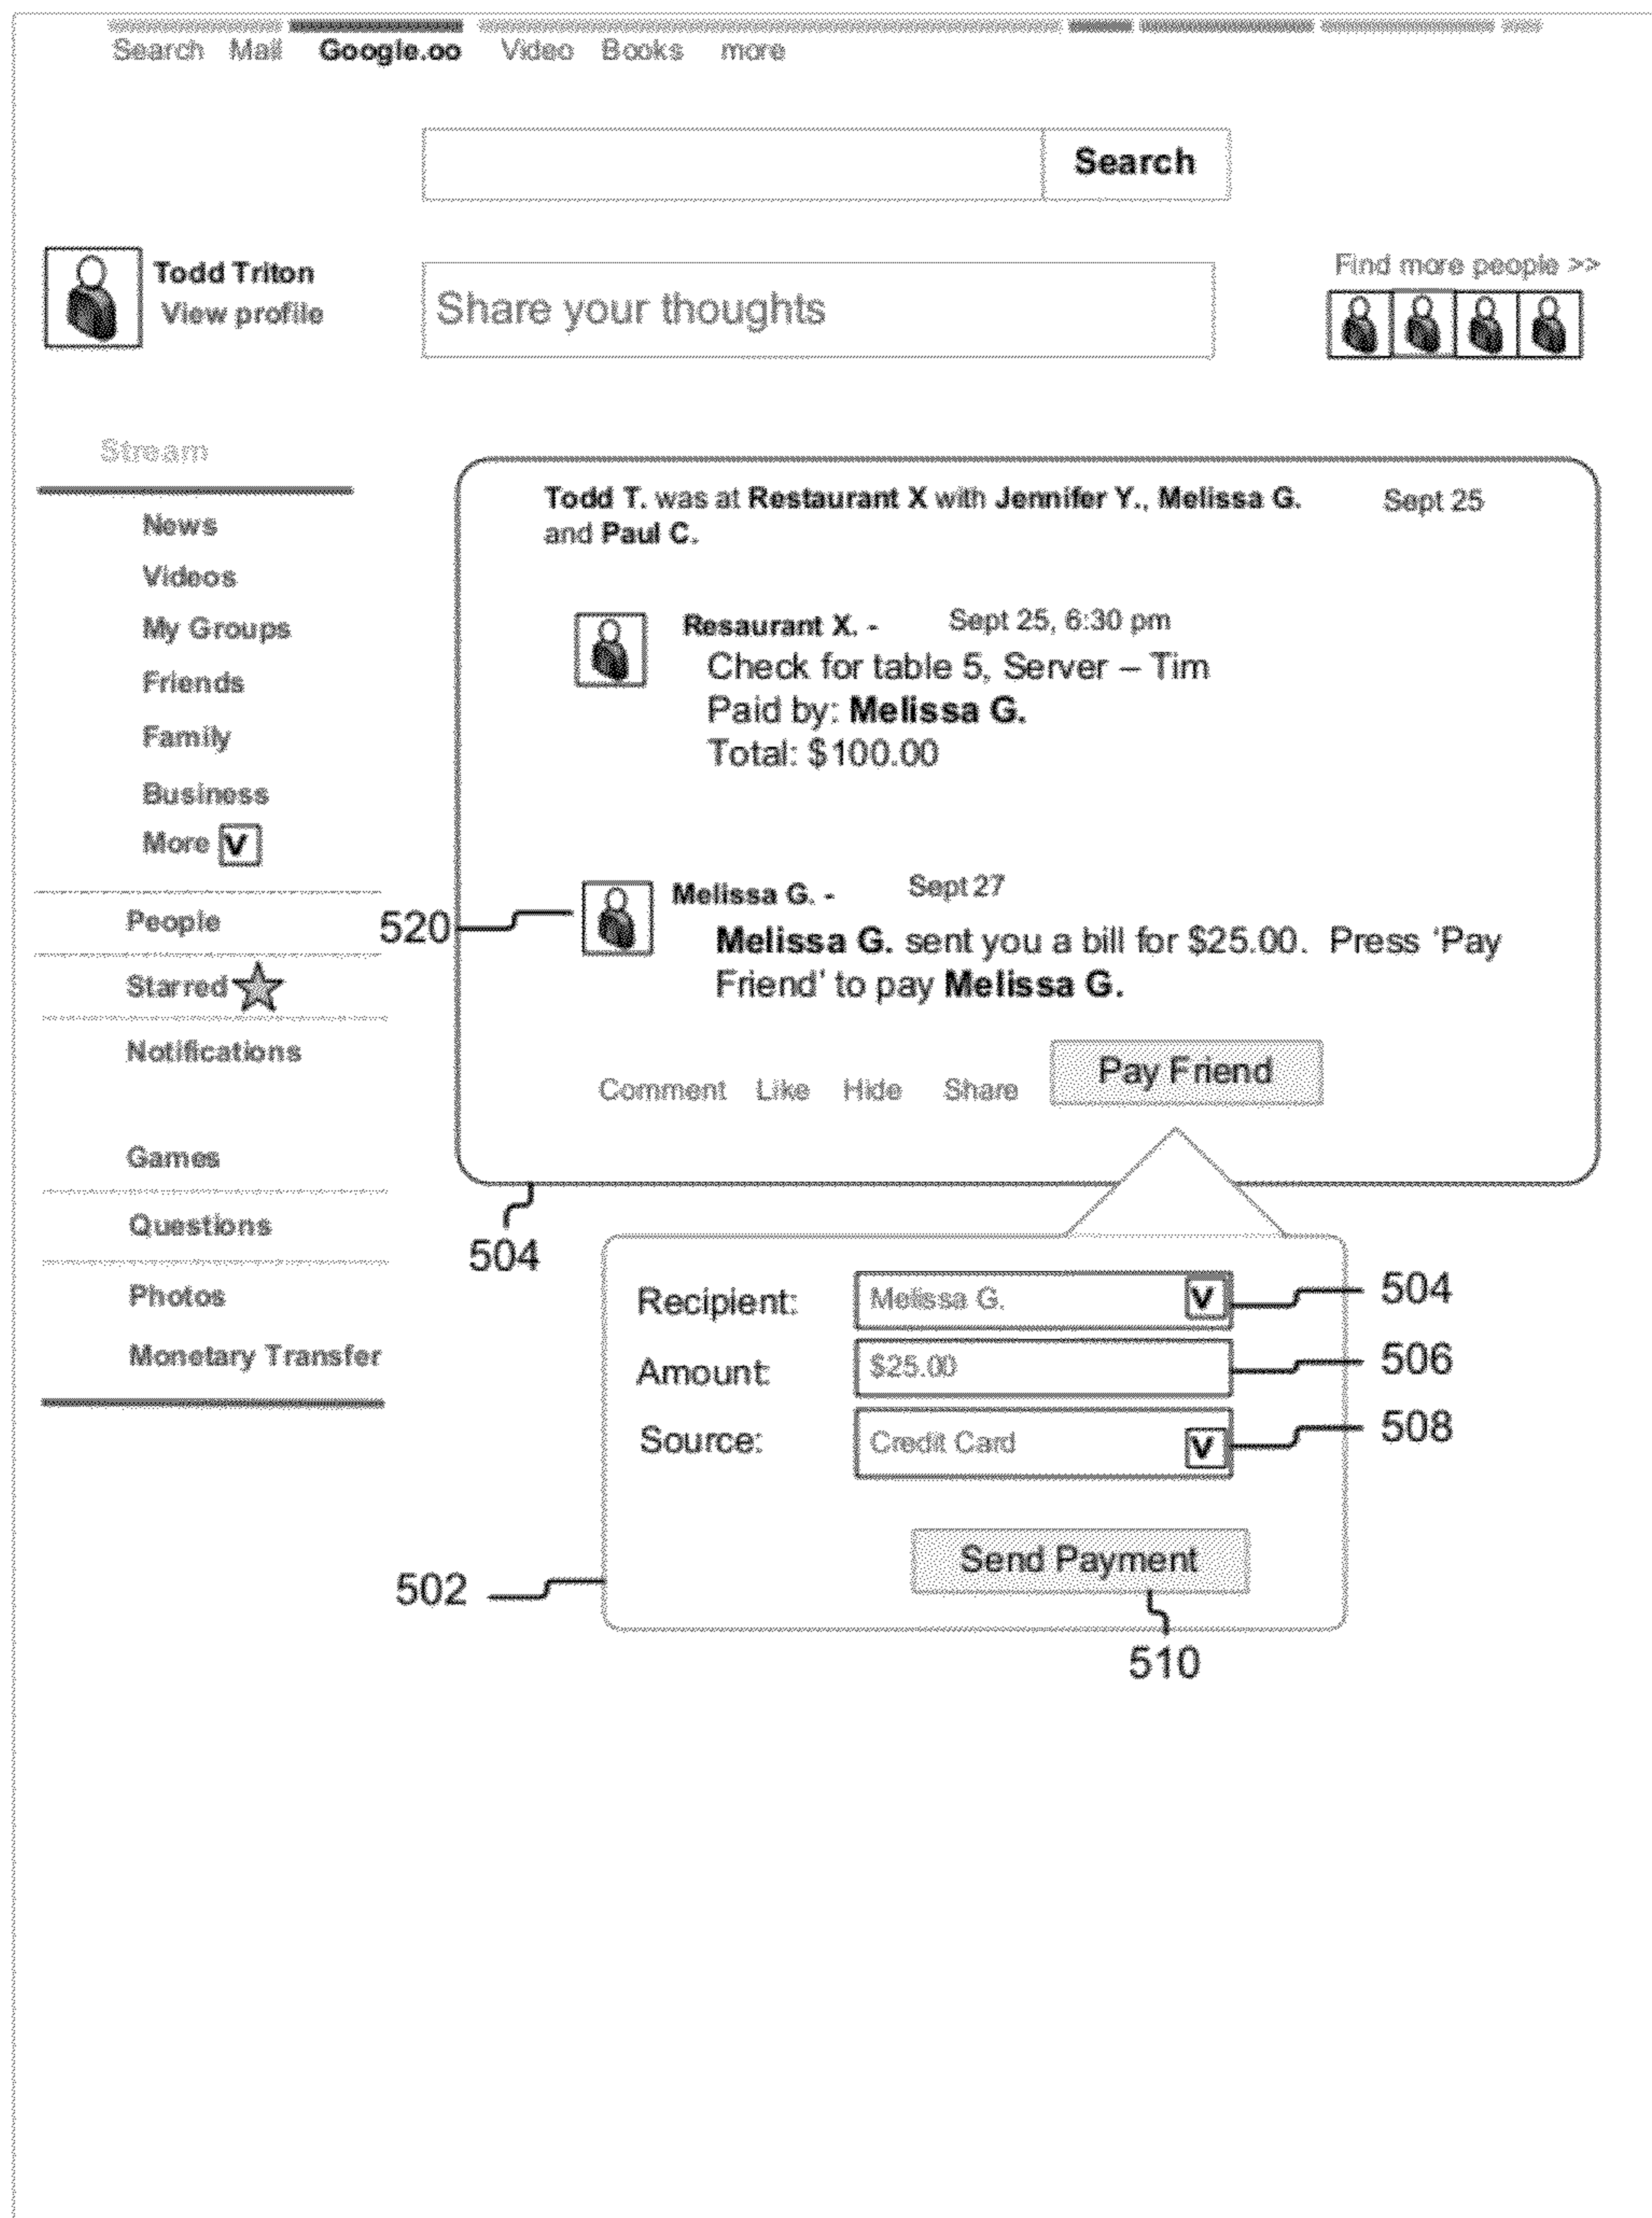 Search Mail Google.oo Video Books more
Search
Todd Triton
View profile
Share your thoughts
Find more people >>
Stream
News
Videos
My Groups
Friends
Family
Business
More V
People
Starred
Notifications
Games
Questions
Photos
Monetary Transfer
Todd T. was at Restaurant X with Jennifer Y., Melissa G.
and Paul C.
Sept 25
Resaurant X. - Sept 25, 6:30 pm
Check for table 5, Server – Tim
Paid by: Melissa G.
Total: $100.00
520
Melissa G. - Sept 27
Melissa G. sent you a bill for $25.00. Press ‘Pay
Friend’ to pay Melissa G.
Comment Like Hide Share Pay Friend
504
Recipient: Melissa G. V 504
Amount: $25.00 506
Source: Credit Card V 508
Send Payment
502
510